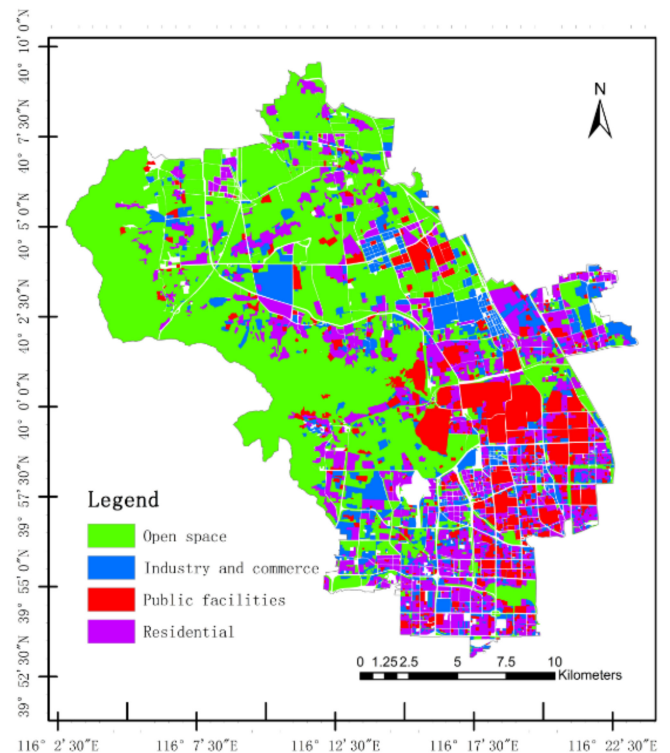 N
40° 10′ 0″N
40° 7′ 30″N
40° 5′ 0″N
40° 2′ 30″N
40° 0′ 0″N
39° 57′ 30″N
39° 55′ 0″N
39° 52′ 30″N
Legend
Open space
Industry and commerce
Public facilities
Residential
0 1.25 2.5 5 7.5 10
Kilometers
116° 2′ 30″E 116° 7′ 30″E 116° 12′ 30″E 116° 17′ 30″E 116° 22′ 30″E